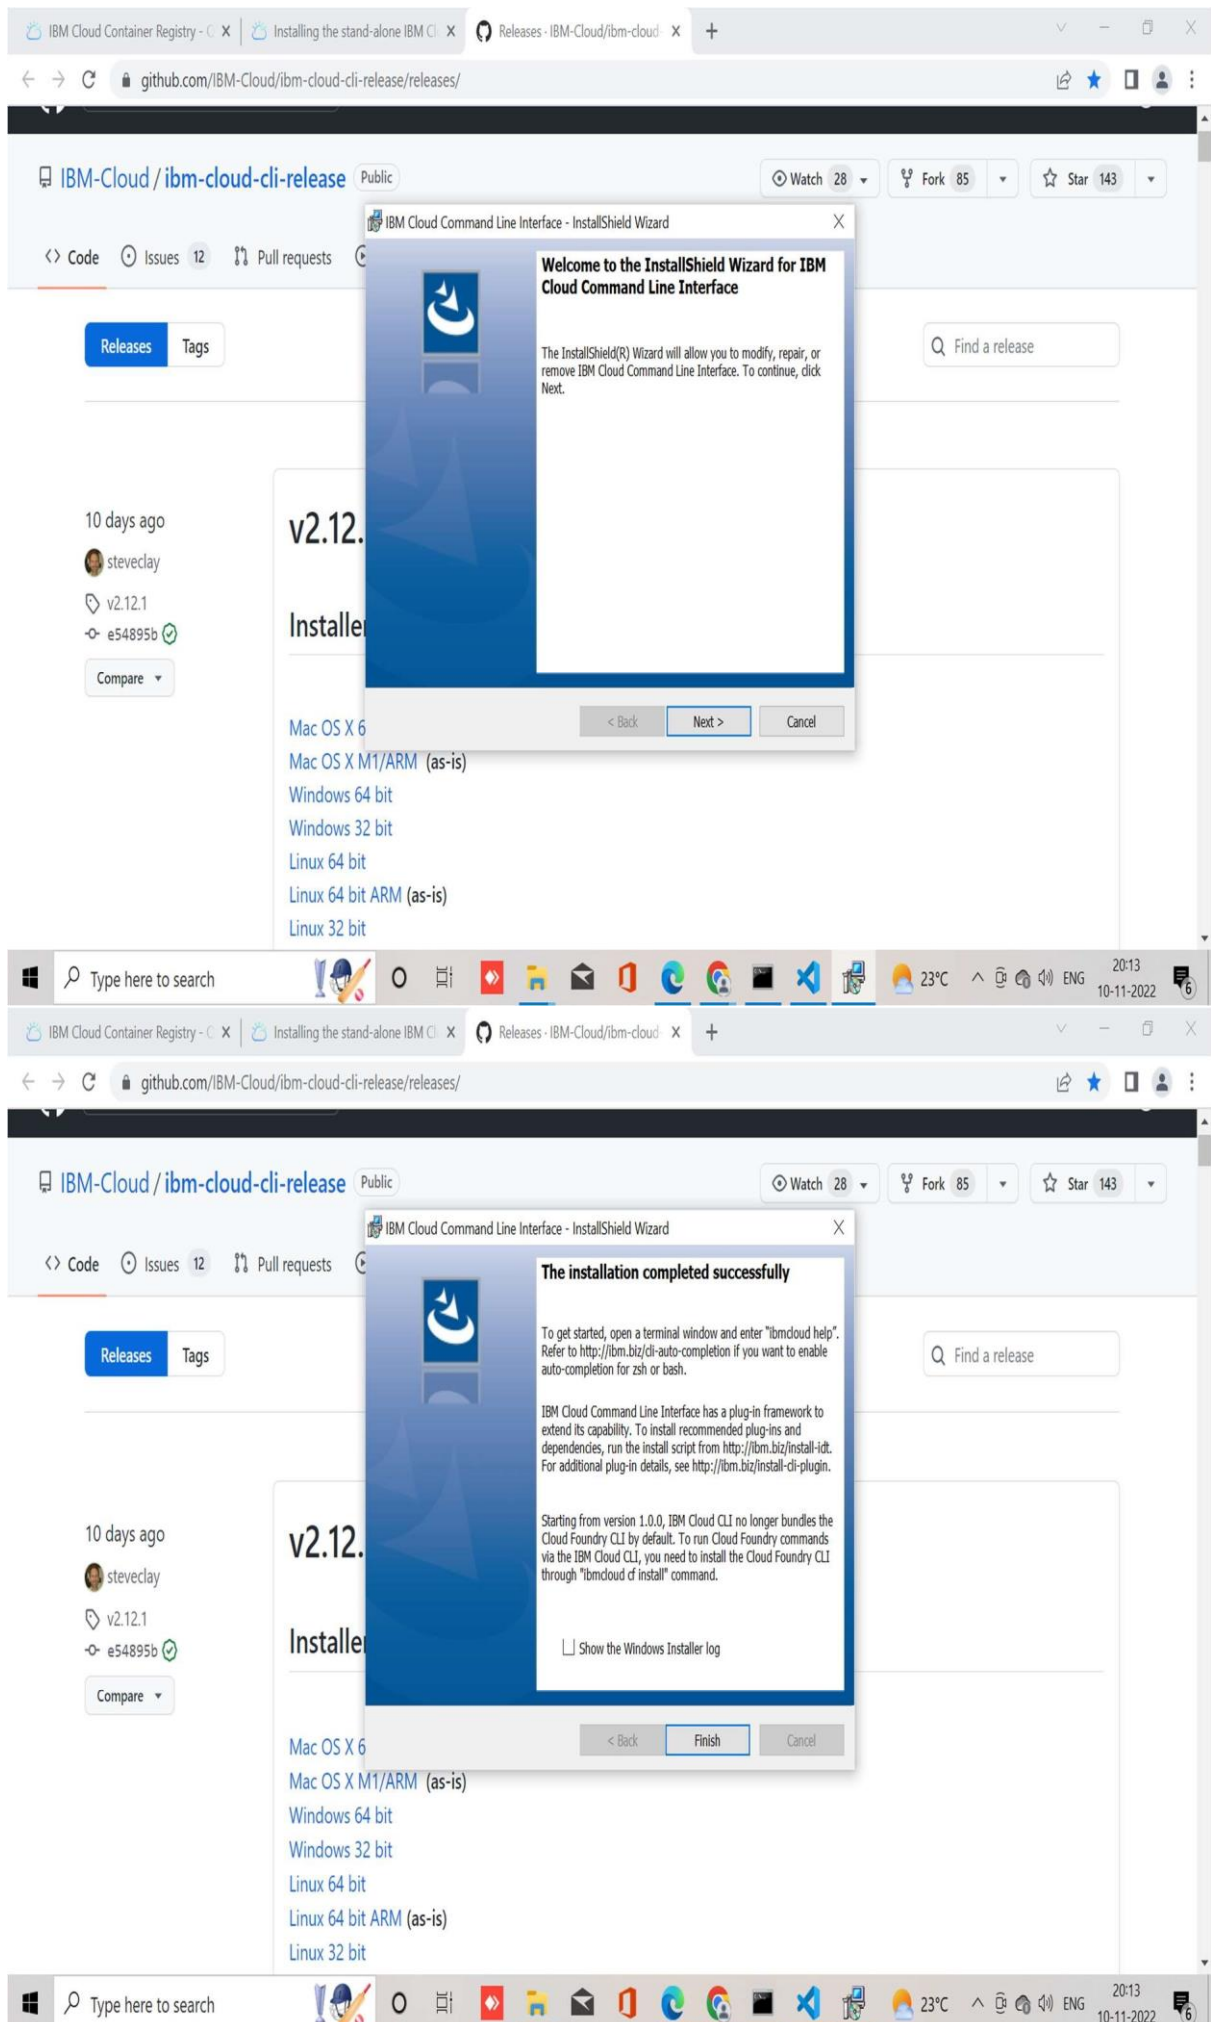 IBM Cloud Container Registry - Installing the stand-alone IBM Cl Releases · IBM-Cloud/ibm-cloud-
github.com/IBM-Cloud/ibm-cloud-cli-release/releases/
IBM-Cloud / ibm-cloud-cli-release Public Watch 28 Fork 85 Star 143
IBM Cloud Command Line Interface - InstallShield Wizard
<> Code Issues 12 Pull requests
Welcome to the InstallShield Wizard for IBM
Cloud Command Line Interface
Releases Tags
Find a release
The InstallShield(R) Wizard will allow you to modify, repair, or
remove IBM Cloud Command Line Interface. To continue, click
Next.
10 days ago
steveclay
v2.12.1
e54895b
Compare
v2.12.
Installe
< Back Next > Cancel
Mac OS X 6
Mac OS X M1/ARM (as-is)
Windows 64 bit
Windows 32 bit
Linux 64 bit
Linux 64 bit ARM (as-is)
Linux 32 bit
Type here to search 23°C ENG 20:13
10-11-2022 6
IBM Cloud Container Registry - Installing the stand-alone IBM Cl Releases · IBM-Cloud/ibm-cloud-
github.com/IBM-Cloud/ibm-cloud-cli-release/releases/
IBM-Cloud / ibm-cloud-cli-release Public Watch 28 Fork 85 Star 143
IBM Cloud Command Line Interface - InstallShield Wizard
<> Code Issues 12 Pull requests
The installation completed successfully
Releases Tags
Find a release
To get started, open a terminal window and enter "ibmcloud help".
Refer to http://ibm.biz/cli-auto-completion if you want to enable
auto-completion for zsh or bash.
IBM Cloud Command Line Interface has a plug-in framework to
extend its capability. To install recommended plug-ins and
dependencies, run the install script from http://ibm.biz/install-idt.
For additional plug-in details, see http://ibm.biz/install-cli-plugin.
Starting from version 1.0.0, IBM Cloud CLI no longer bundles the
Cloud Foundry CLI by default. To run Cloud Foundry commands
via the IBM Cloud CLI, you need to install the Cloud Foundry CLI
through "ibmcloud cf install" command.
Show the Windows Installer log
10 days ago
steveclay
v2.12.1
e54895b
Compare
v2.12.
Installe
< Back Finish Cancel
Mac OS X 6
Mac OS X M1/ARM (as-is)
Windows 64 bit
Windows 32 bit
Linux 64 bit
Linux 64 bit ARM (as-is)
Linux 32 bit
Type here to search 23°C ENG 20:13
10-11-2022 6